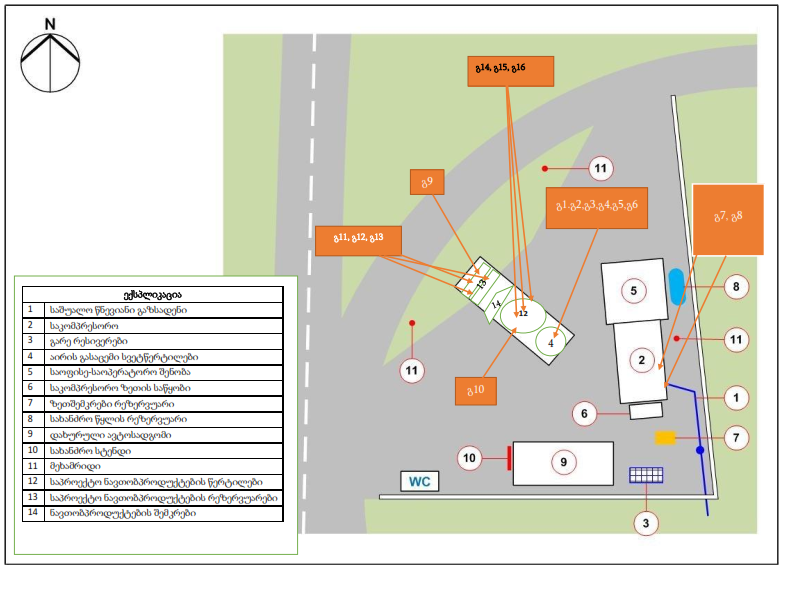 N
გ14, გ15, გ16
11
გ9
გ1.გ2,გ3,გ4,გ5,გ6
გ7, გ8
გ11, გ12, გ13
13
14
12
4
5
8
2
11
11
გ10
1
6
7
10
9
WC
3
ექსპლიკაცია
1 საშუალო წნევიანი გაზსადენი
2 საკომპრესორო
3 გარე რესივერები
4 აირის გასაცემი სვეტწერტილები
5 საოფისე-საოპერატორო შენობა
6 საკომპრესორო ზეთის საწყობი
7 ზეთშემკრები რეზერვუარი
8 სახანძრო წყლის რეზერვუარი
9 დახურული ავტოსადგომი
10 სახანძრო სტენდი
11 მეხამრიდი
12 საპროექტო ნავთობპროდუქტების წერტილები
13 საპროექტო ნავთობპროდუქტების რეზერვუარები
14 ნავთობპროდუქტების შემკრები